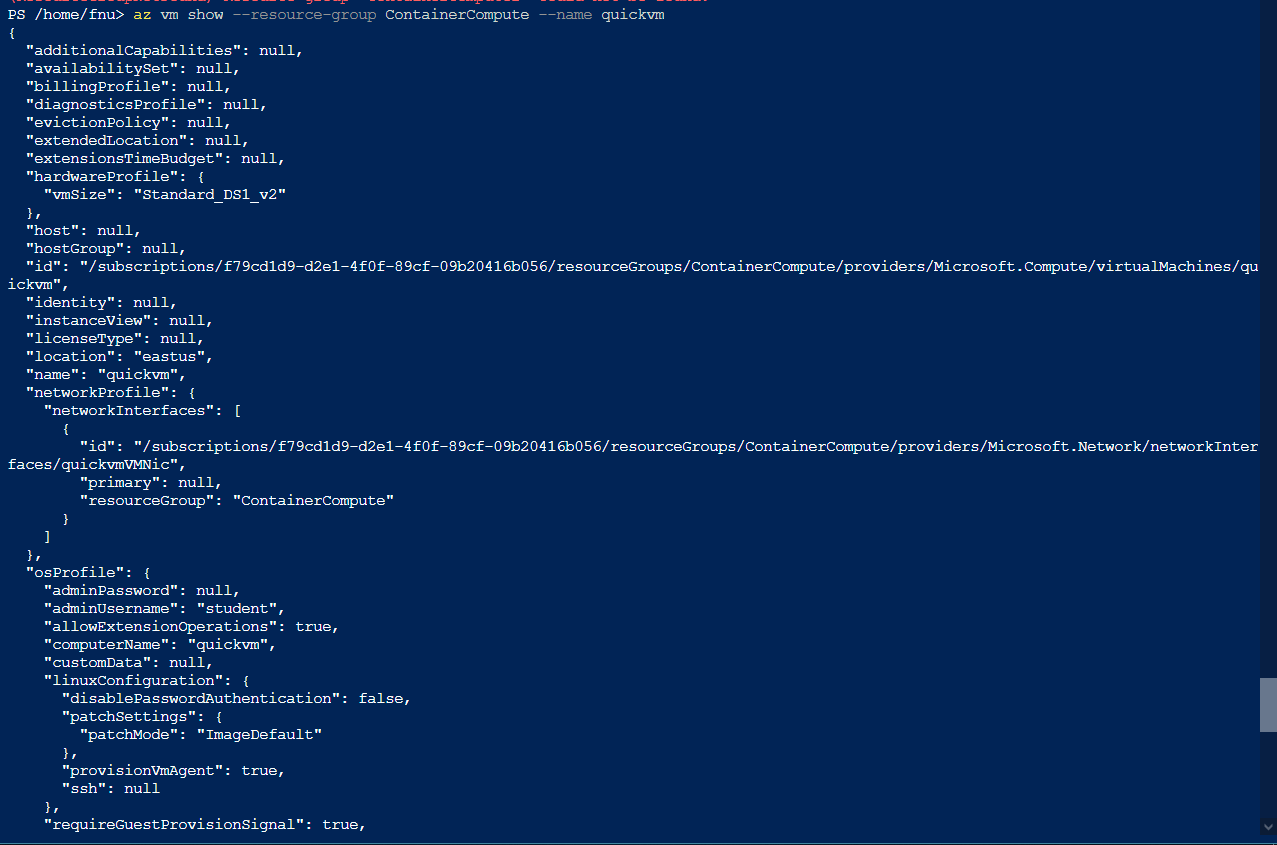 PS /home/fnu> az vm show --resource-group ContainerCompute --name quickvm
{
  "additionalCapabilities": null,
  "availabilitySet": null,
  "billingProfile": null,
  "diagnosticsProfile": null,
  "evictionPolicy": null,
  "extendedLocation": null,
  "extensionsTimeBudget": null,
  "hardwareProfile": {
    "vmSize": "Standard_DS1_v2"
  },
  "host": null,
  "hostGroup": null,
  "id": "/subscriptions/f79cd1d9-d2e1-4f0f-89cf-09b20416b056/resourceGroups/ContainerCompute/providers/Microsoft.Compute/virtualMachines/qu
ickvm",
  "identity": null,
  "instanceView": null,
  "licenseType": null,
  "location": "eastus",
  "name": "quickvm",
  "networkProfile": {
    "networkInterfaces": [
      {
        "id": "/subscriptions/f79cd1d9-d2e1-4f0f-89cf-09b20416b056/resourceGroups/ContainerCompute/providers/Microsoft.Network/networkInter
faces/quickvmVMNic",
        "primary": null,
        "resourceGroup": "ContainerCompute"
      }
    ]
  },
  "osProfile": {
    "adminPassword": null,
    "adminUsername": "student",
    "allowExtensionOperations": true,
    "computerName": "quickvm",
    "customData": null,
    "linuxConfiguration": {
      "disablePasswordAuthentication": false,
      "patchSettings": {
        "patchMode": "ImageDefault"
      },
      "provisionVmAgent": true,
      "ssh": null
    },
    "requireGuestProvisionSignal": true,